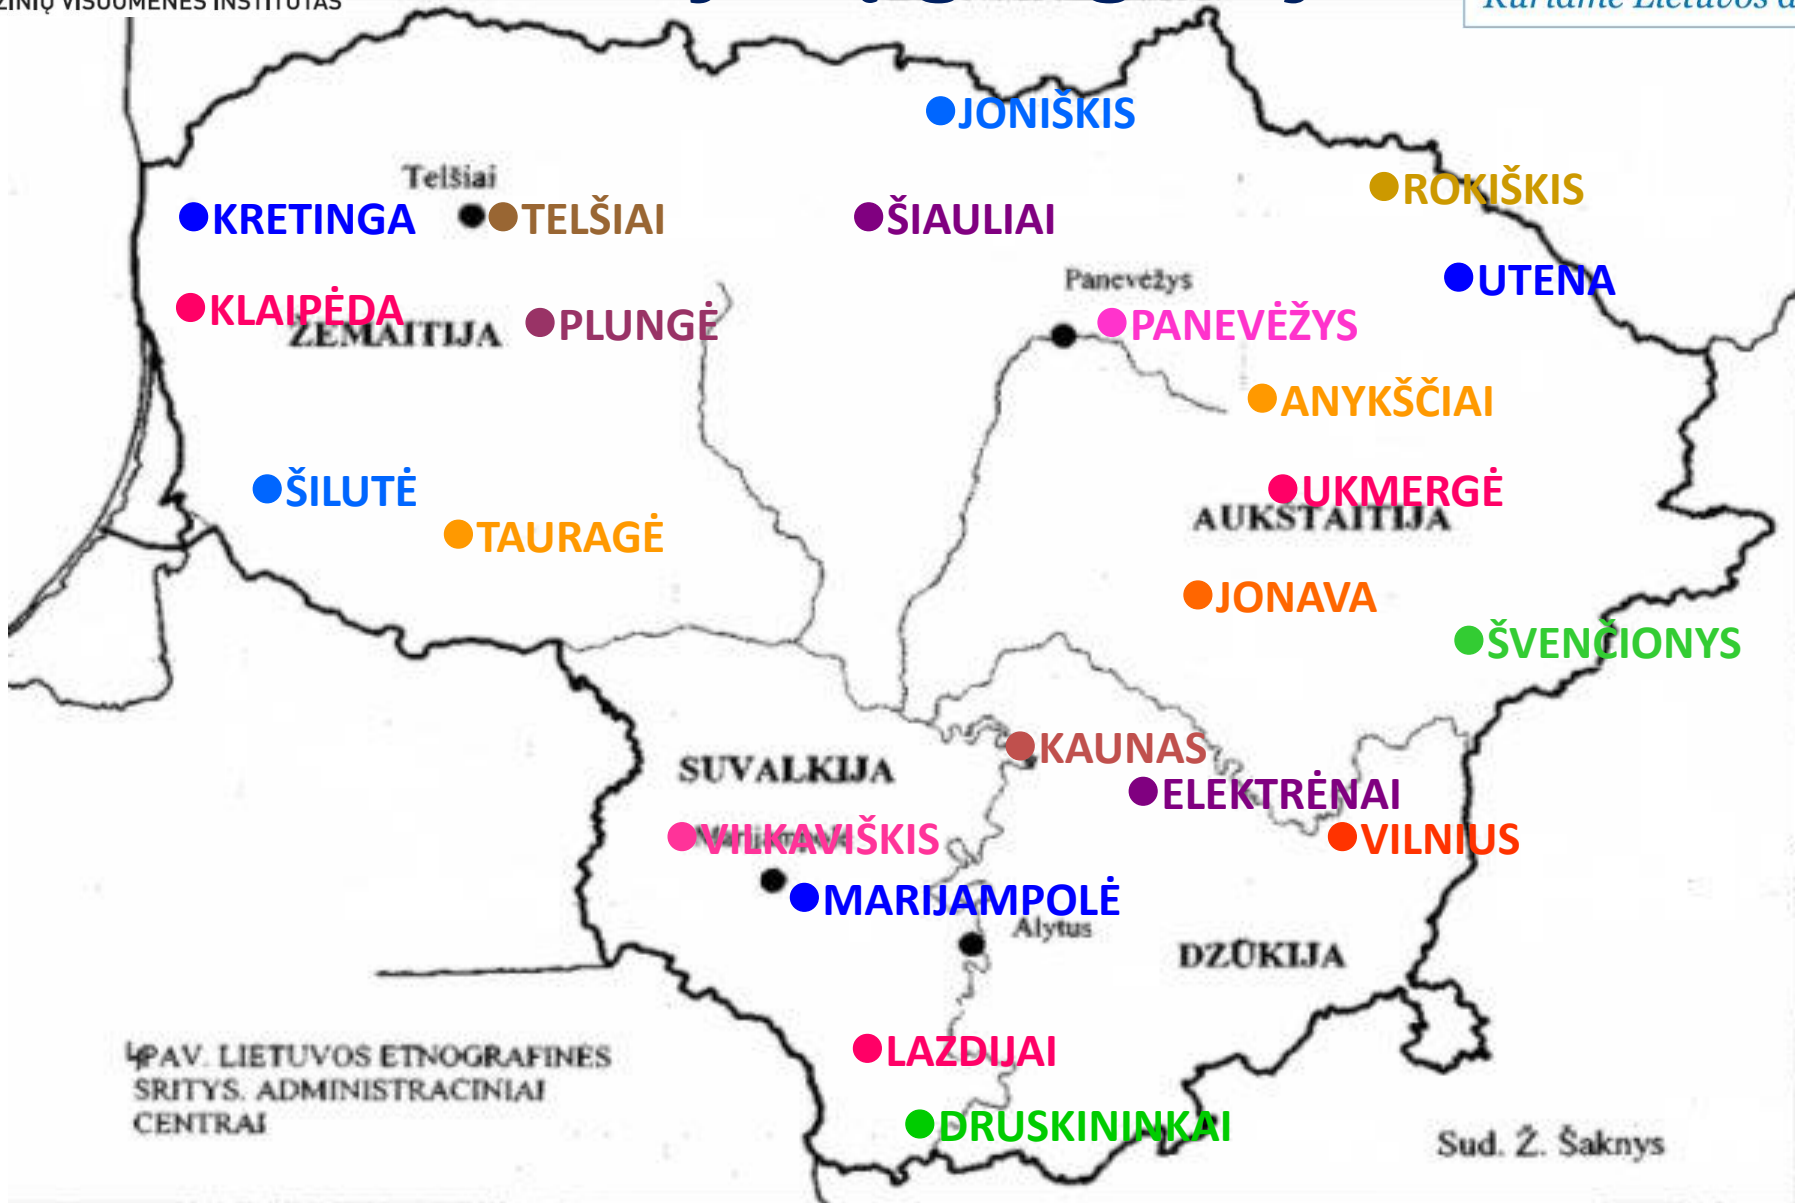 ŽINIŲ VISUOMENĖS INSTITUTAS
JONIŠKIS
Telšiai
ROKIŠKIS
KRETINGA
TELŠIAI
ŠIAULIAI
Panevėžys
UTENA
KLAIPĖDA
ŽEMAITIJA
PLUNGĖ
PANEVĖŽYS
ANYKŠČIAI
ŠILUTĖ
UKMERGĖ
AUKŠTAITIJA
TAURAGĖ
JONAVA
ŠVENČIONYS
KAUNAS
SUVALKIJA
ELEKTRĖNAI
Marijampolė
VILKAVIŠKIS
VILNIUS
MARIJAMPOLĖ
Alytus
DZŪKIJA
LAZDIJAI
PAV. LIETUVOS ETNOGRAFINĖS
SRITYS. ADMINISTRACINIAI
CENTRAI
DRUSKININKAI
Sud. Ž. Šaknys